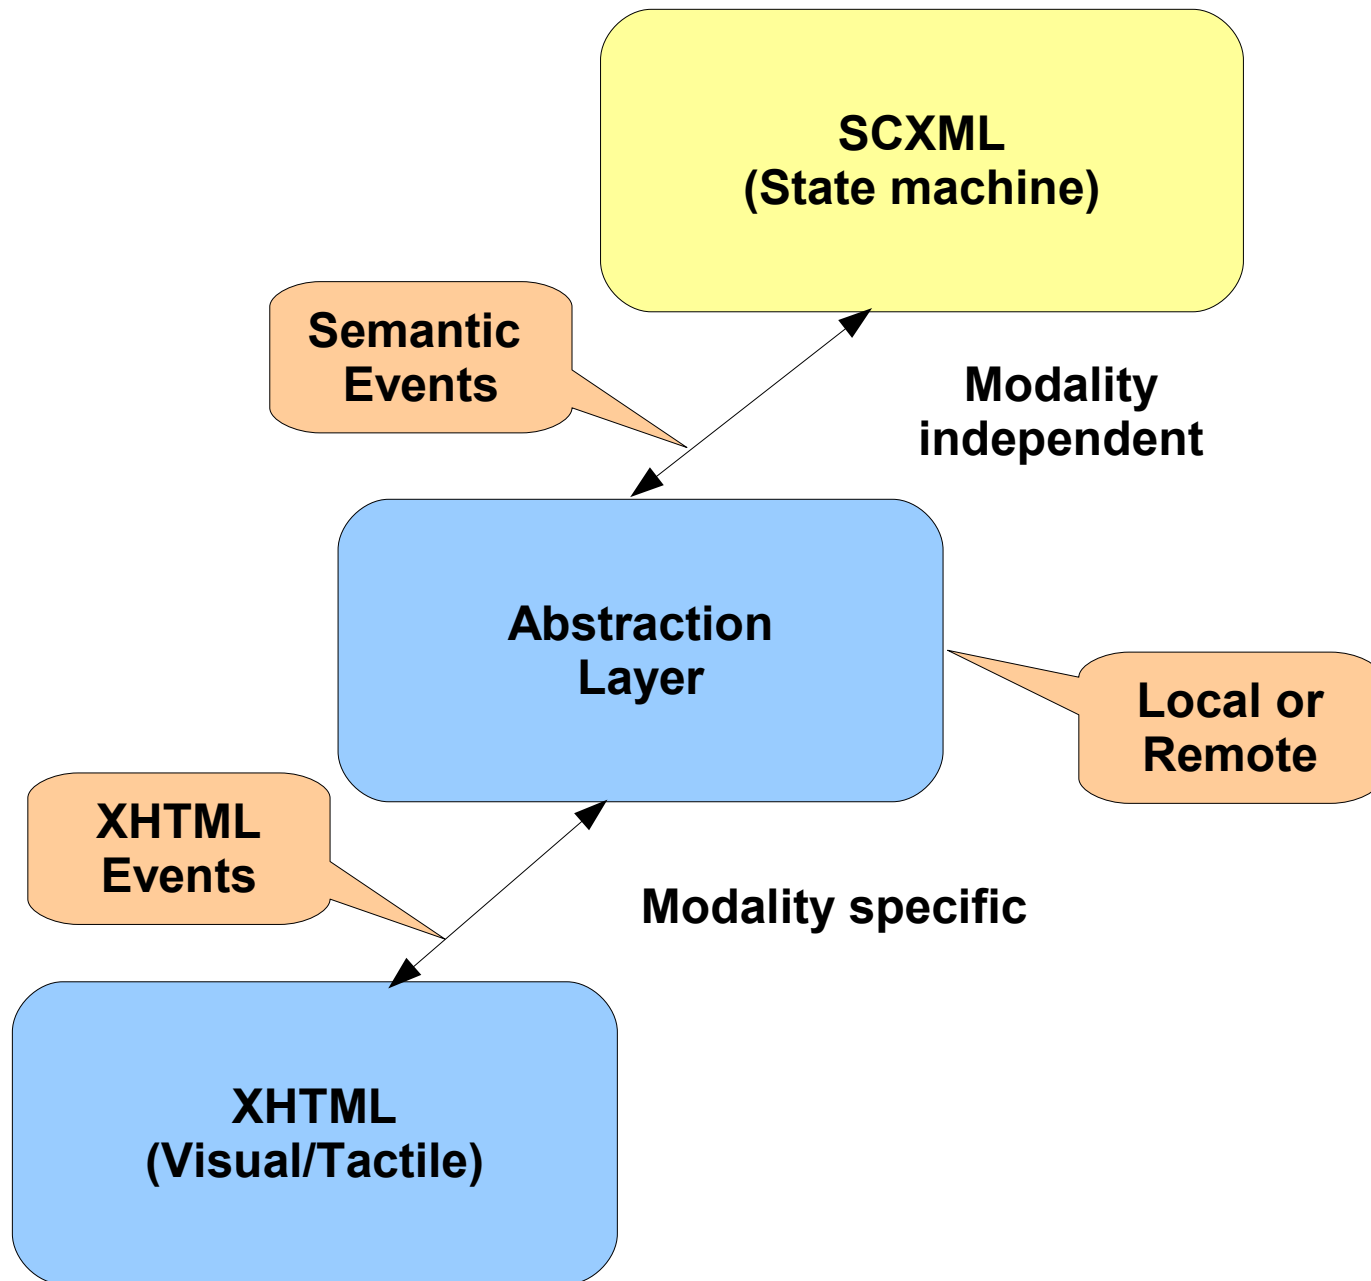 SCXML
(State machine)
Semantic
Events
Modality
independent
Abstraction
Layer
Local or
Remote
XHTML
Events
Modality specific
XHTML
(Visual/Tactile)